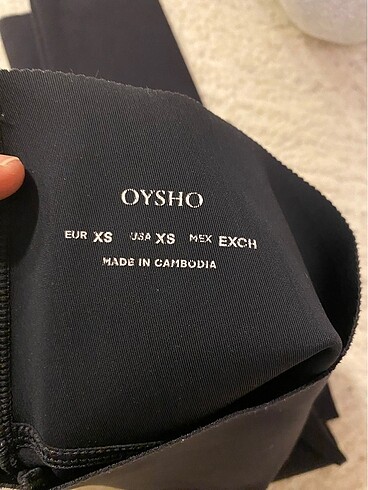 OYSHO
EUR XS USA XS MEX EXCH
MADE IN CAMBODIA